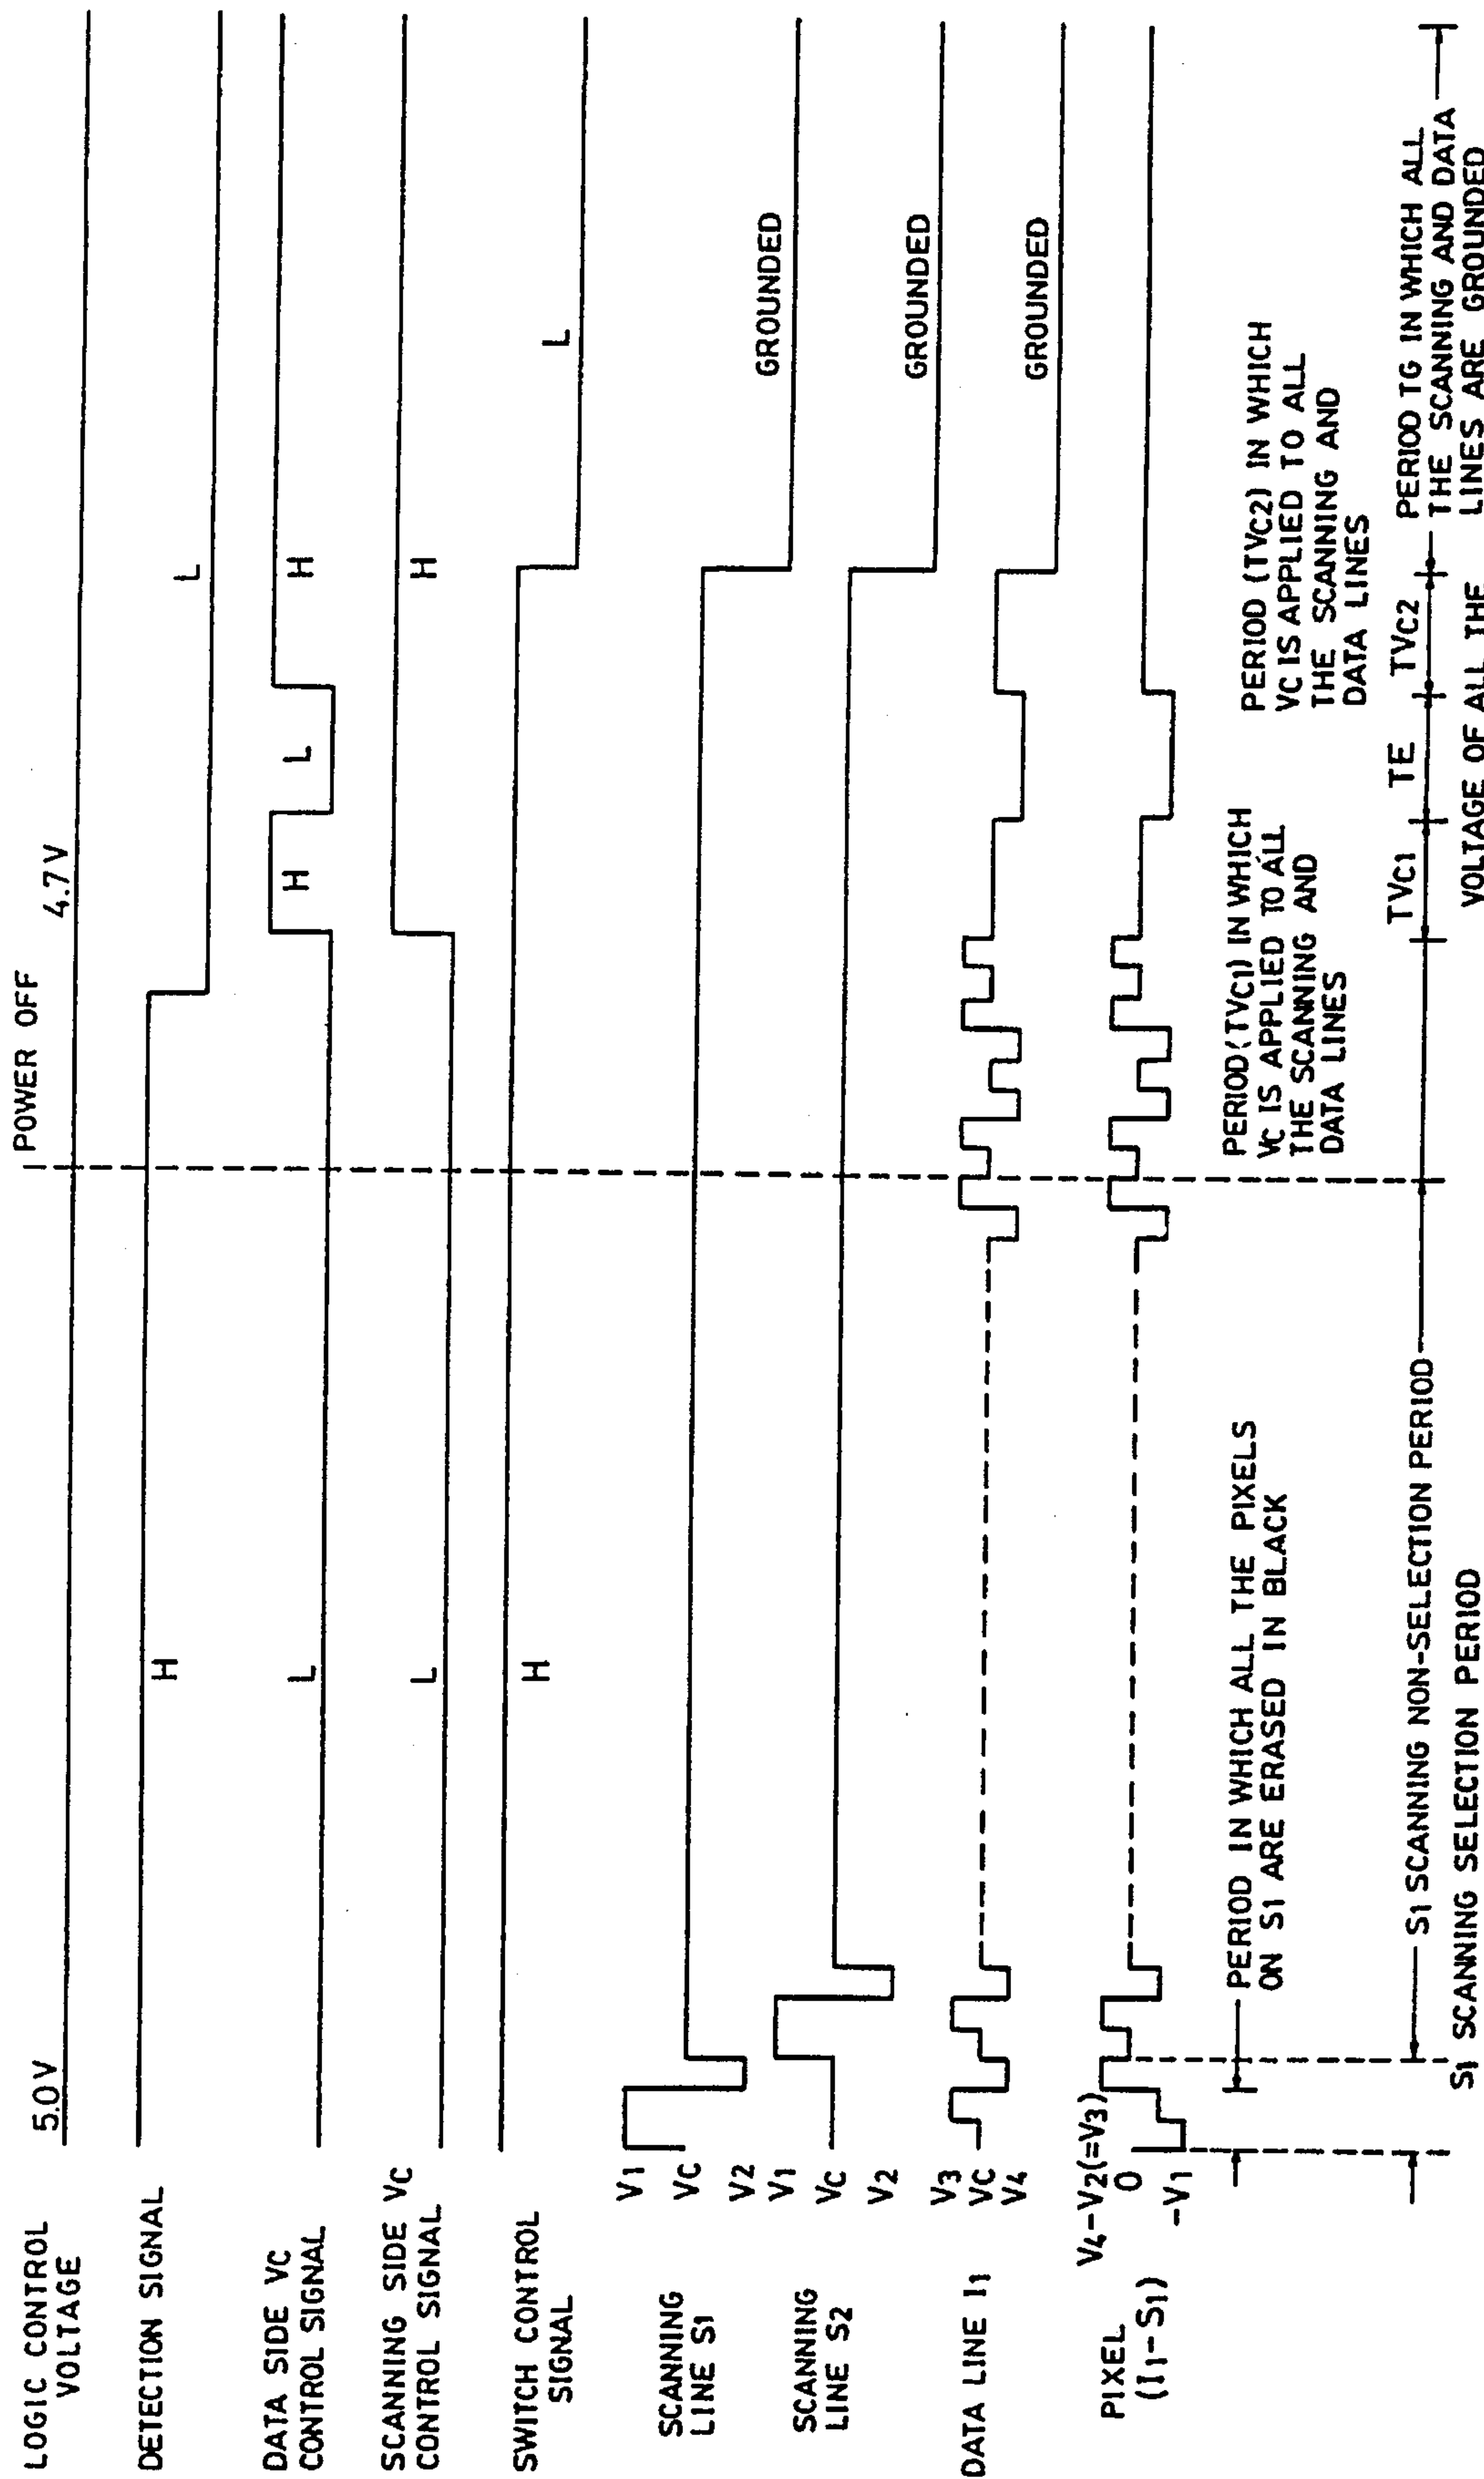 POWER OFF
LOGIC CONTROL
VOLTAGE
5.0V
4.7V
DETECTION SIGNAL
H
L
DATA SIDE VC
CONTROL SIGNAL
L
H
L
H
SCANNING SIDE VC
CONTROL SIGNAL
L
H
SWITCH CONTROL
SIGNAL
H
L
SCANNING
LINE S1
V1
VC
V2
GROUNDED
SCANNING
LINE S2
V1
VC
V2
GROUNDED
DATA LINE I1
V3
VC
V4
GROUNDED
PIXEL
(I1-S1)
V4-V2(=V3)
0
-V1
PERIOD IN WHICH ALL THE PIXELS
ON S1 ARE ERASED IN BLACK
PERIOD(TVC1) IN WHICH
VC IS APPLIED TO ALL
THE SCANNING AND
DATA LINES
PERIOD (TVC2) IN WHICH
VC IS APPLIED TO ALL
THE SCANNING AND
DATA LINES
S1 SCANNING NON-SELECTION PERIOD
TVC1
TE
TVC2
PERIOD TG IN WHICH ALL
THE SCANNING AND DATA
LINES ARE GROUNDED
S1 SCANNING SELECTION PERIOD
VOLTAGE OF ALL THE